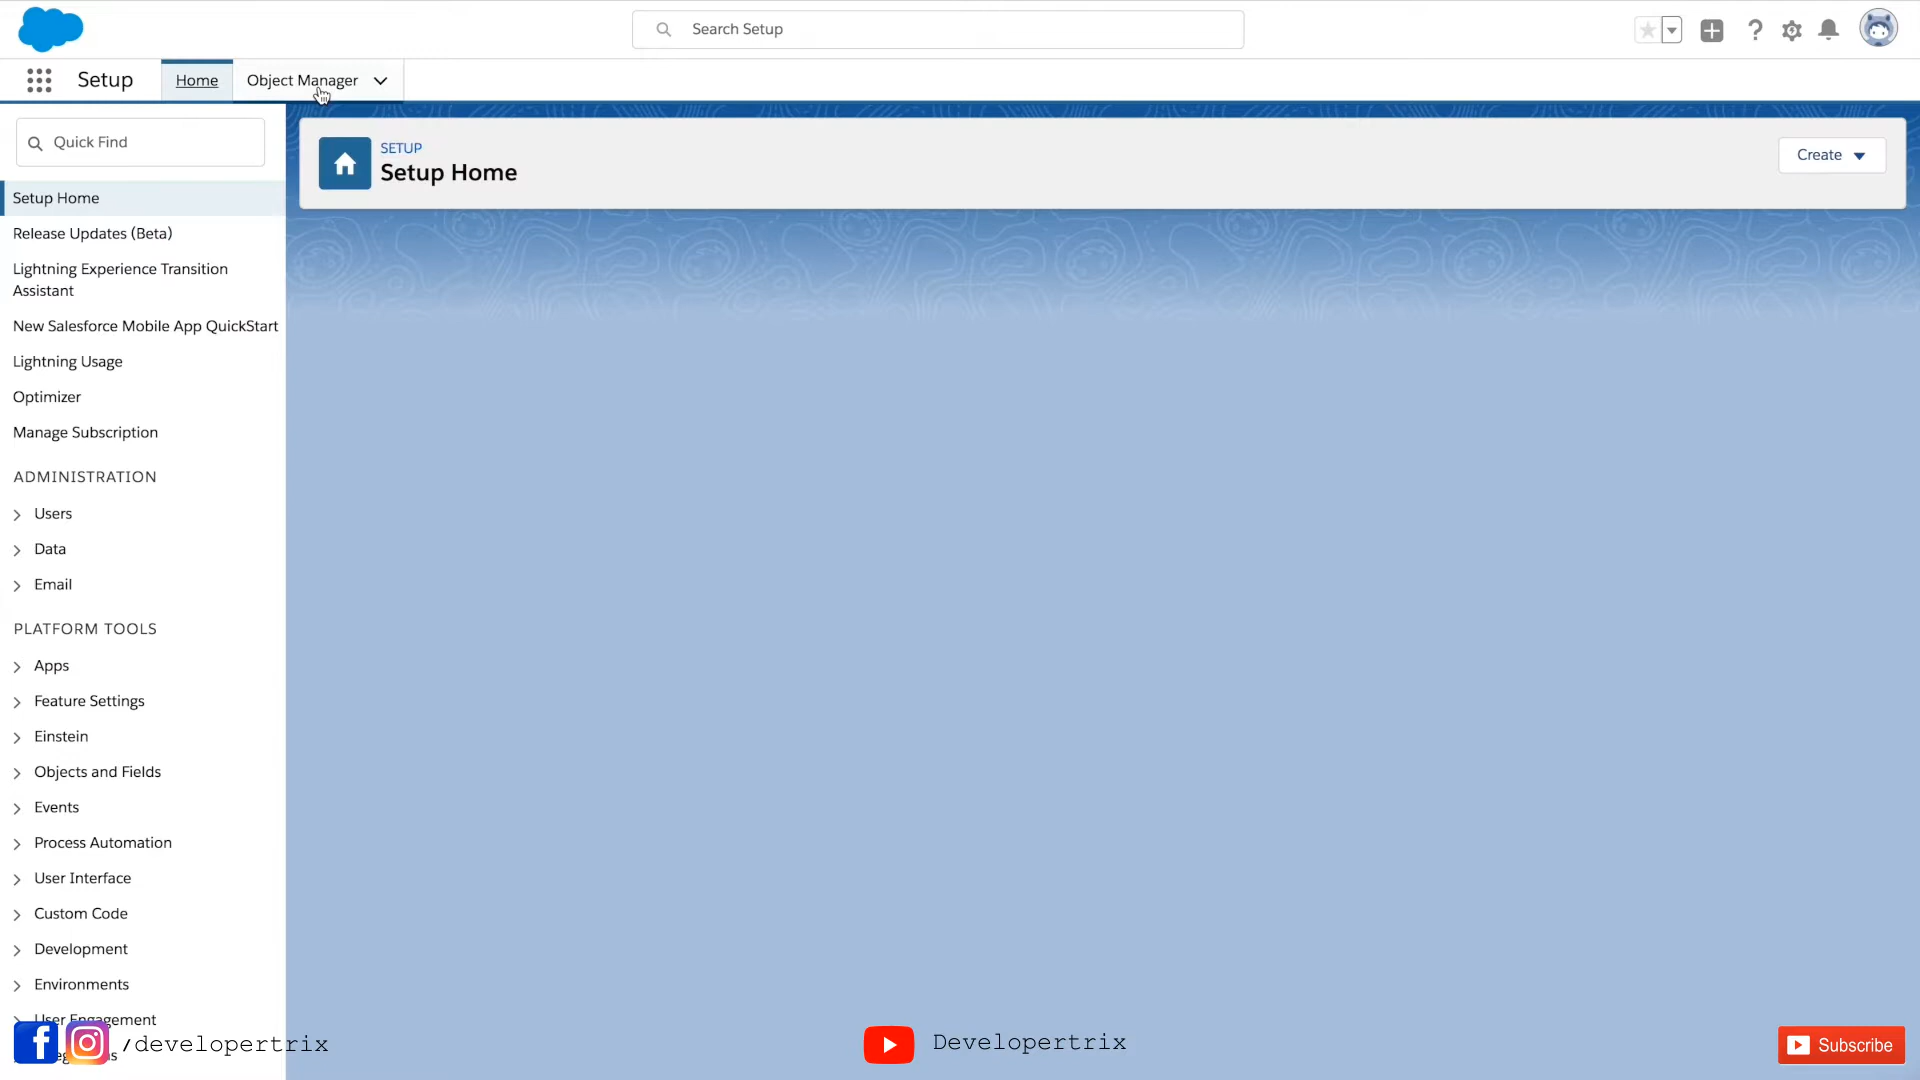 Search Setup
Setup
Home
Object Manager
Quick Find
SETUP
Setup Home
Create
Setup Home
Release Updates (Beta)
Lightning Experience Transition
Assistant
New Salesforce Mobile App QuickStart
Lightning Usage
Optimizer
Manage Subscription
ADMINISTRATION
Users
Data
Email
PLATFORM TOOLS
Apps
Feature Settings
Einstein
Objects and Fields
Events
Process Automation
User Interface
Custom Code
Development
Environments
User Engagement
/developertrix
Developertrix
Subscribe